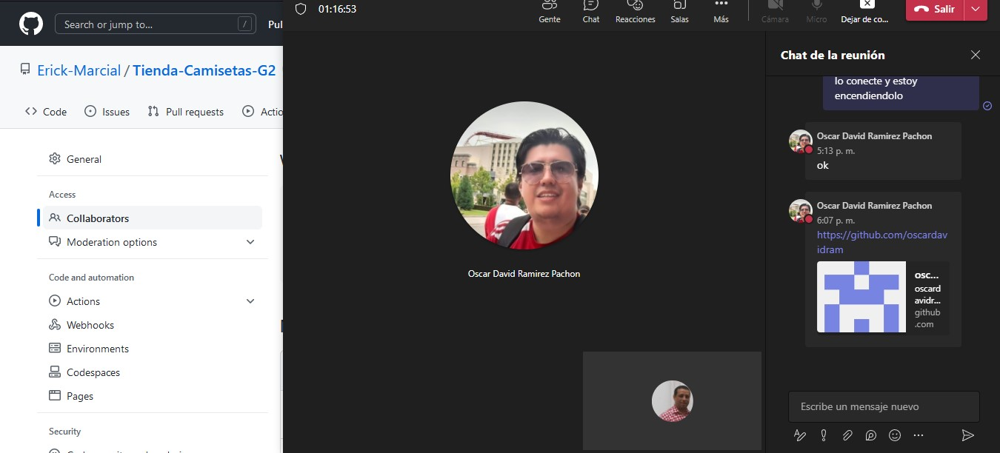 Search or jump to...
/
Pul
Erick-Marcial / Tienda-Camisetas-G2
Code
Issues
Pull requests
Actio
General
Access
Collaborators
Moderation options
Code and automation
Actions
Webhooks
Environments
Codespaces
Pages
Security
01:16:53
Gente
Chat
Reacciones
Salas
Más
Cámara
Micro
Dejar de co...
Salir
Oscar David Ramirez Pachon
Chat de la reunión
lo conecte y estoy
encendiendolo
Oscar David Ramirez Pachon
5:13 p. m.
ok
Oscar David Ramirez Pachon
6:07 p. m.
https://github.com/oscardav
idram
osc...
oscard
avidr...
github
.com
Escribe un mensaje nuevo